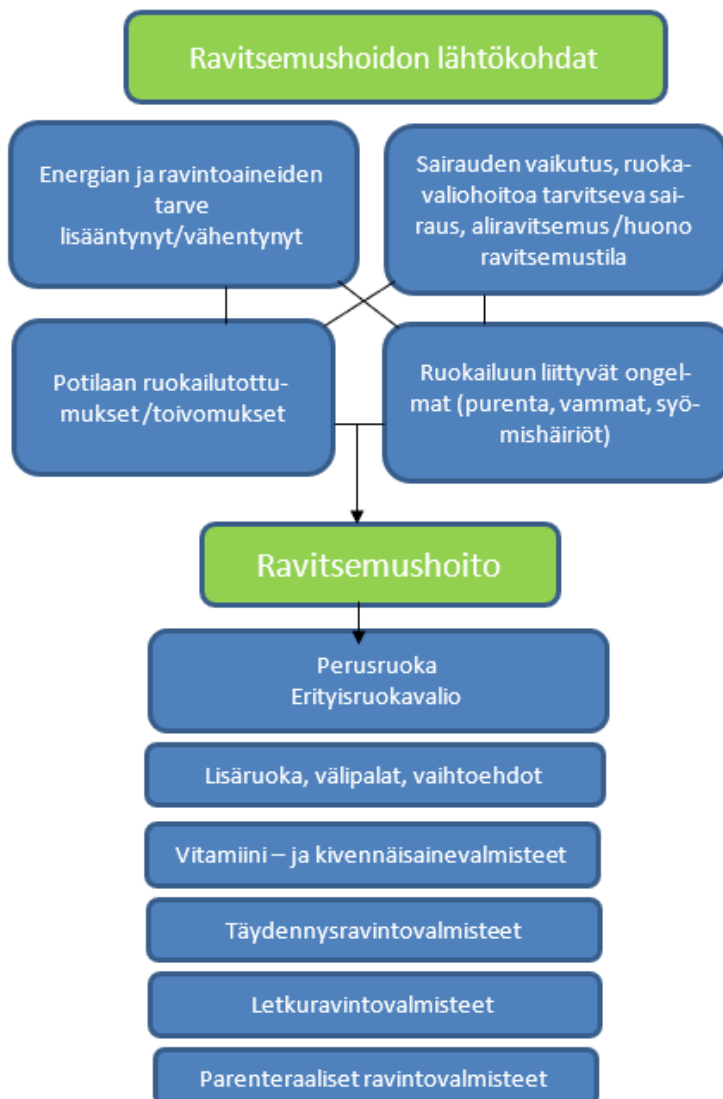 Ravitsemushoidon lähtökohdat
Energian ja ravintoaineiden
tarve
lisääntynyt/vähentynyt
Sairauden vaikutus, ruoka-
valiohoitoa tarvitseva sai-
raus, aliravitsemus /huono
ravitsemustila
Potilaan ruokailutottu-
mukset /toivomukset
Ruokailuun liittyvät ongel-
mat (purenta, vammat, syö-
mishäiriöt)
Ravitsemushoito
Perusruoka
Erityisruokavalio
Lisäruoka, välipalat, vaihtoehdot
Vitamiini – ja kivennäisainevalmisteet
Täydennysravintovalmisteet
Letkuravintovalmisteet
Parenteraaliset ravintovalmisteet